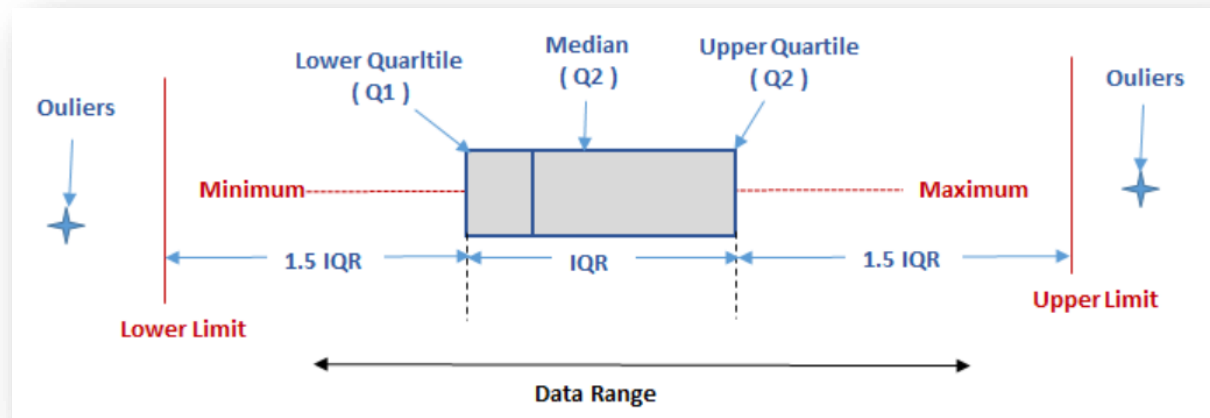 Median
Upper Quartile
Lower Quarltile
( Q2 )
( Q2 )
( Q1 )
Ouliers
Ouliers
Minimum
Maximum
1.5 IQR
IQR
1.5 IQR
Lower Limit
Upper Limit
Data Range